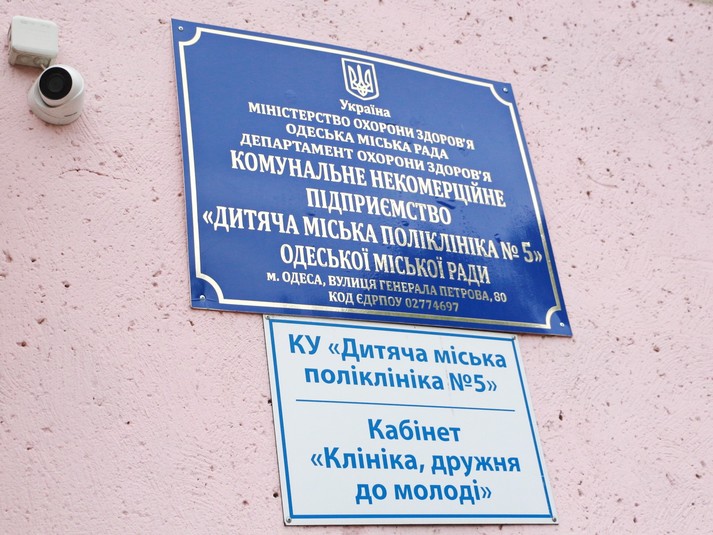 Україна
МІНІСТЕРСТВО ОХОРОНИ ЗДОРОВ'Я
ОДЕСЬКА МІСЬКА РАДА
ДЕПАРТАМЕНТ ОХОРОНИ ЗДОРОВ'Я
КОМУНАЛЬНЕ НЕКОМЕРЦІЙНЕ
ПІДПРИЄМСТВО
«ДИТЯЧА МІСЬКА ПОЛІКЛІНІКА № 5»
ОДЕСЬКОЇ МІСЬКОЇ РАДИ
м. ОДЕСА, ВУЛИЦЯ ГЕНЕРАЛА ПЕТРОВА, 80
КОД ЄДРПОУ 02774697
КУ «Дитяча міська
поліклініка №5»
Кабінет
«Клініка, дружня
до молоді»